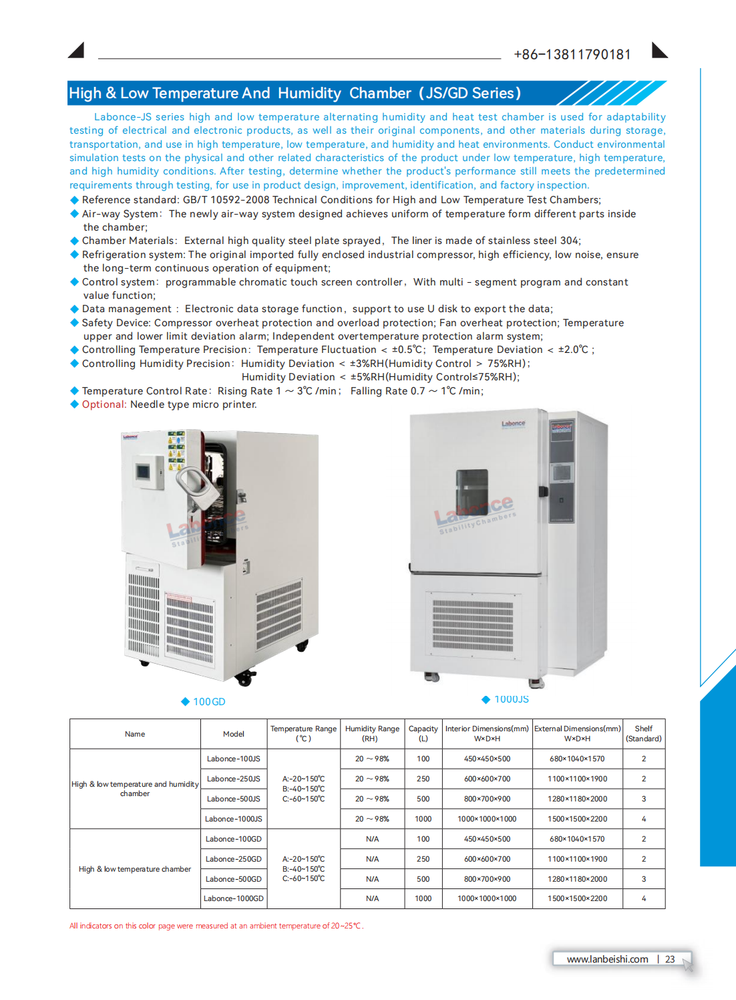 +86-13811790181
High & Low Temperature And Humidity Chamber (JS/GD Series)
Labonce-JS series high and low temperature alternating humidity and heat test chamber is used for adaptability
testing of electrical and electronic products, as well as their original components, and other materials during storage,
transportation, and use in high temperature, low temperature, and humidity and heat environments. Conduct environmental
simulation tests on the physical and other related characteristics of the product under low temperature, high temperature,
and high humidity conditions. After testing, determine whether the product's performance still meets the predetermined
requirements through testing, for use in product design, improvement, identification, and factory inspection.
◆ Reference standard: GB/T 10592-2008 Technical Conditions for High and Low Temperature Test Chambers;
◆ Air-way System： The newly air-way system designed achieves uniform of temperature form different parts inside
the chamber;
◆ Chamber Materials： External high quality steel plate sprayed，The liner is made of stainless steel 304;
◆ Refrigeration system: The original imported fully enclosed industrial compressor, high efficiency, low noise, ensure
the long-term continuous operation of equipment;
◆ Control system： programmable chromatic touch screen controller，With multi - segment program and constant
value function;
◆ Data management ： Electronic data storage function，support to use U disk to export the data;
◆ Safety Device: Compressor overheat protection and overload protection; Fan overheat protection; Temperature
upper and lower limit deviation alarm; Independent overtemperature protection alarm system;
◆ Controlling Temperature Precision： Temperature Fluctuation < ±0.5℃；Temperature Deviation < ±2.0℃ ;
◆ Controlling Humidity Precision： Humidity Deviation < ±3%RH(Humidity Control > 75%RH)；
Humidity Deviation < ±5%RH(Humidity Control≤75%RH);
◆ Temperature Control Rate：Rising Rate 1 ～ 3℃ /min； Falling Rate 0.7 ～ 1℃ /min;
◆ Optional: Needle type micro printer.
Labonce
Labonce
Labonce
Labonce
StabilityChambers
Labonce
StabilityChambers
◆ 100GD
◆ 1000JS
Name Model Temperature Range (℃) Humidity Range (RH) Capacity (L) Interior Dimensions(mm) W×D×H External Dimensions(mm) W×D×H Shelf (Standard)
High & low temperature and humidity chamber
A:-20~150℃
B:-40~150℃
C:-60~150℃
Labonce-100JS 20 ～ 98% 100 450×450×500 680×1040×1570 2
Labonce-250JS 20 ～ 98% 250 600×600×700 1100×1100×1900 2
Labonce-500JS 20 ～ 98% 500 800×700×900 1280×1180×2000 3
Labonce-1000JS 20 ～ 98% 1000 1000×1000×1000 1500×1500×2200 4
High & low temperature chamber
A:-20~150℃
B:-40~150℃
C:-60~150℃
Labonce-100GD N/A 100 450×450×500 680×1040×1570 2
Labonce-250GD N/A 250 600×600×700 1100×1100×1900 2
Labonce-500GD N/A 500 800×700×900 1280×1180×2000 3
Labonce-1000GD N/A 1000 1000×1000×1000 1500×1500×2200 4
All indicators on this color page were measured at an ambient temperature of 20~25℃.
www.lanbeishi.com | 23